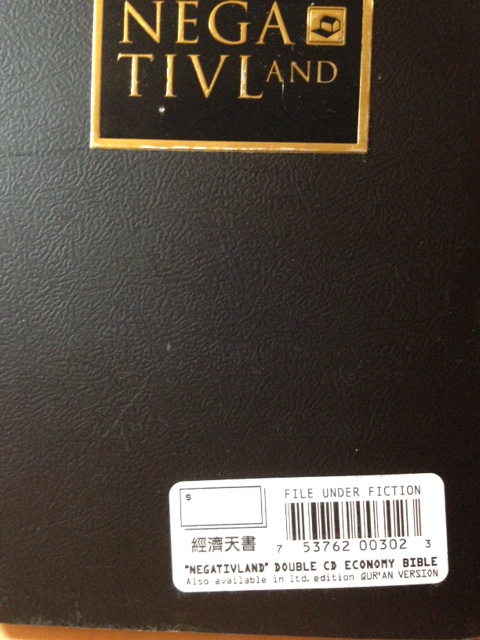 NEGA
TIVLAND
$
FILE UNDER FICTION
經濟天書
7 53762 00302 3
"NEGATIVLAND" DOUBLE CD ECONOMY BIBLE
Also available in ltd. edition QUR'AN VERSION